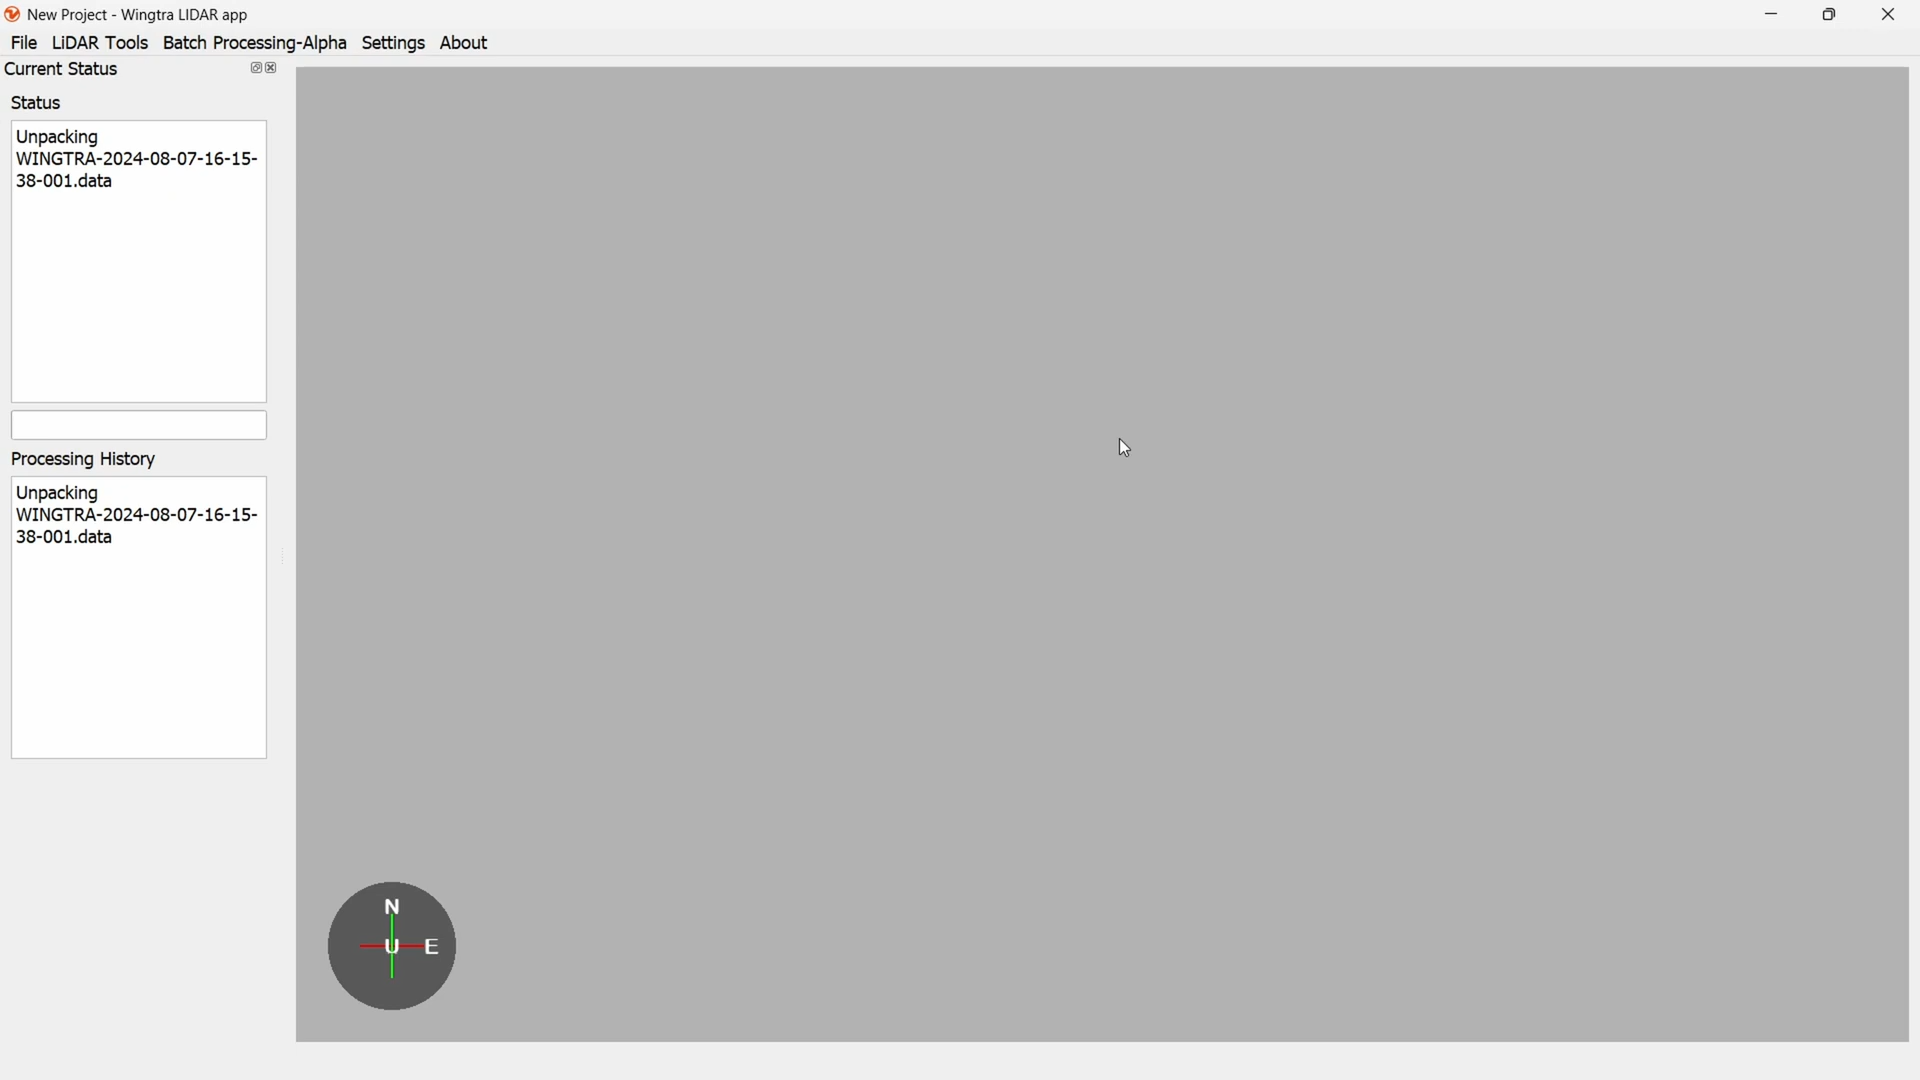 New Project - Wingtra LIDAR app
File LiDAR Tools Batch Processing-Alpha Settings About
Current Status
Status
Unpacking
WINGTRA-2024-08-07-16-15-
38-001.data
Processing History
Unpacking
WINGTRA-2024-08-07-16-15-
38-001.data
N
U E